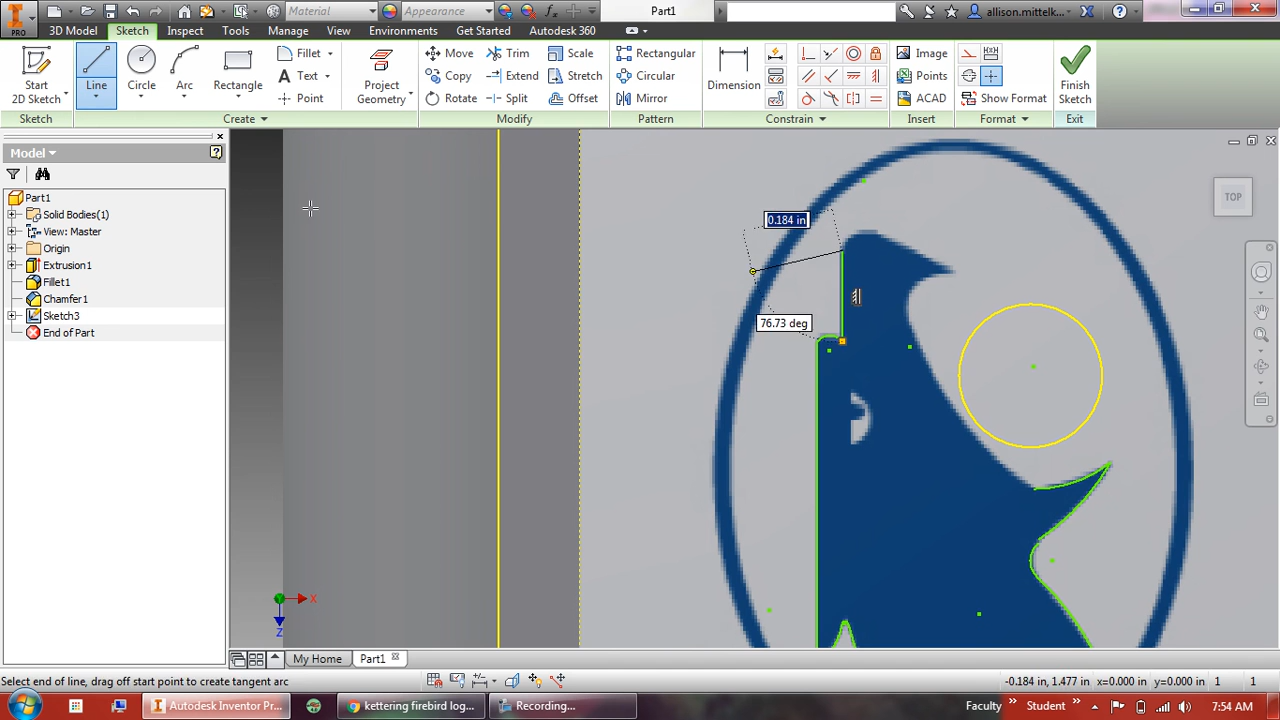 Material
Appearance
Part1
allison.mittelk...
PRO
3D Model
Sketch
Inspect
Tools
Manage
View
Environments
Get Started
Autodesk 360
Start
2D Sketch
Line
Circle
Arc
Rectangle
Fillet
Text
Point
Project
Geometry
Move
Copy
Rotate
Trim
Extend
Split
Scale
Stretch
Offset
Rectangular
Circular
Mirror
Dimension
Image
Points
ACAD
Show Format
Finish
Sketch
Sketch
Create
Modify
Pattern
Constrain
Insert
Format
Exit
Model
Part1
Solid Bodies(1)
View: Master
Origin
Extrusion1
Fillet1
Chamfer1
Sketch3
End of Part
0.184 in
76.73 deg
TOP
X
Z
My Home
Part1
Select end of line, drag off start point to create tangent arc
-0.184 in, 1.477 in
x=0.000 in
y=0.000 in
1
1
Autodesk Inventor Pr...
kettering firebird log...
Recording...
Faculty
Student
7:54 AM